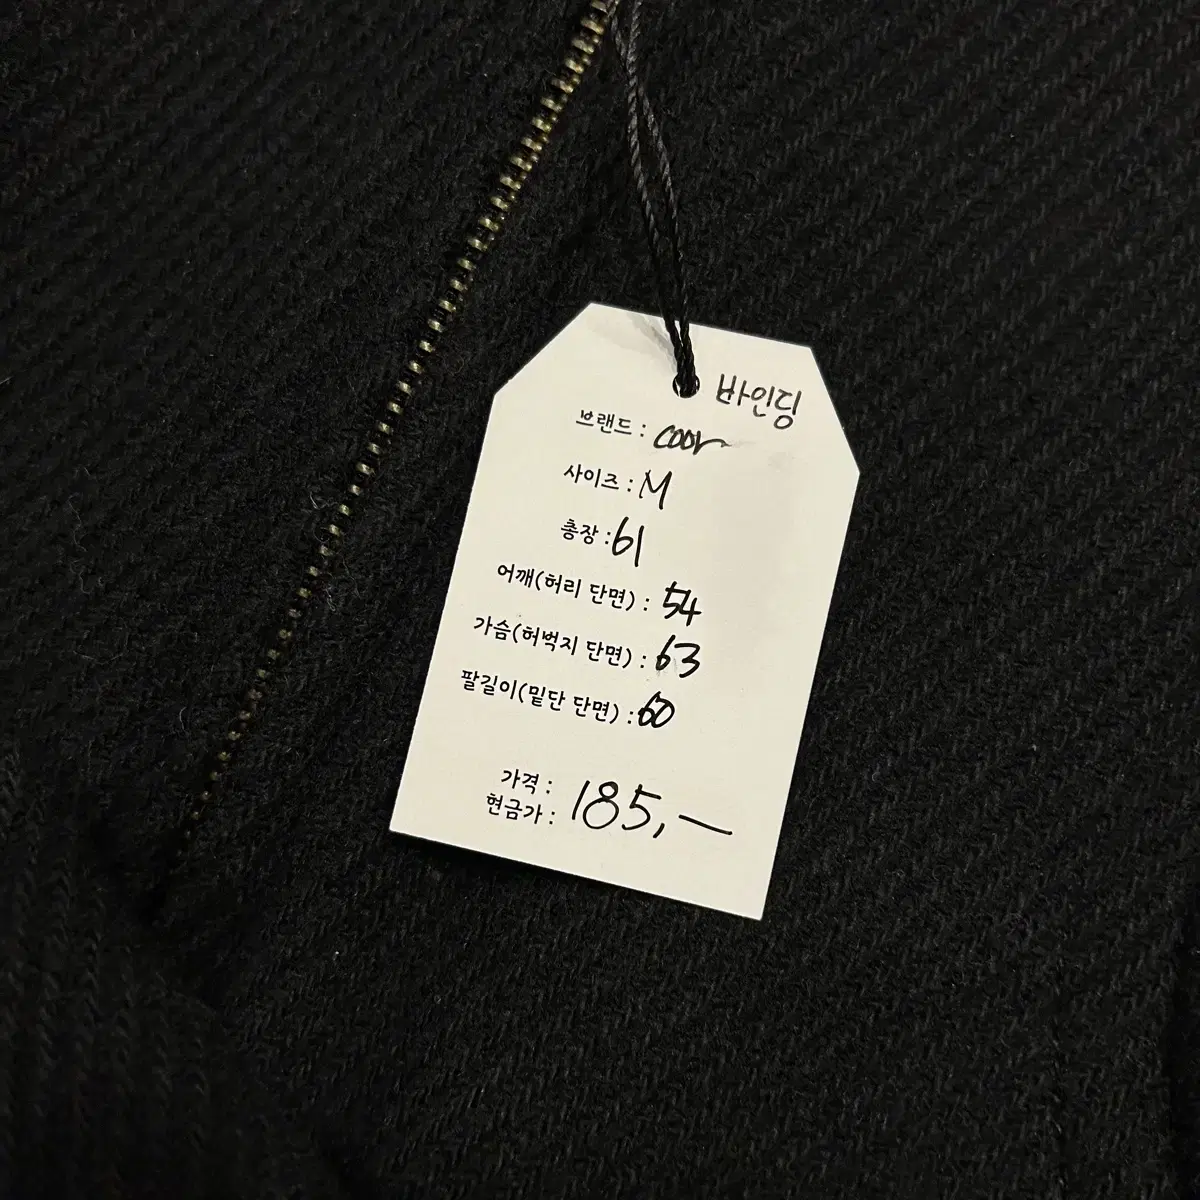 바인딩
브랜드 : coor
사이즈 : M
총장 : 61
어깨(허리 단면) : 54
가슴(허벅지 단면) : 63
팔길이(밑단 단면) : 60
가격 :
현금가 : 185,—